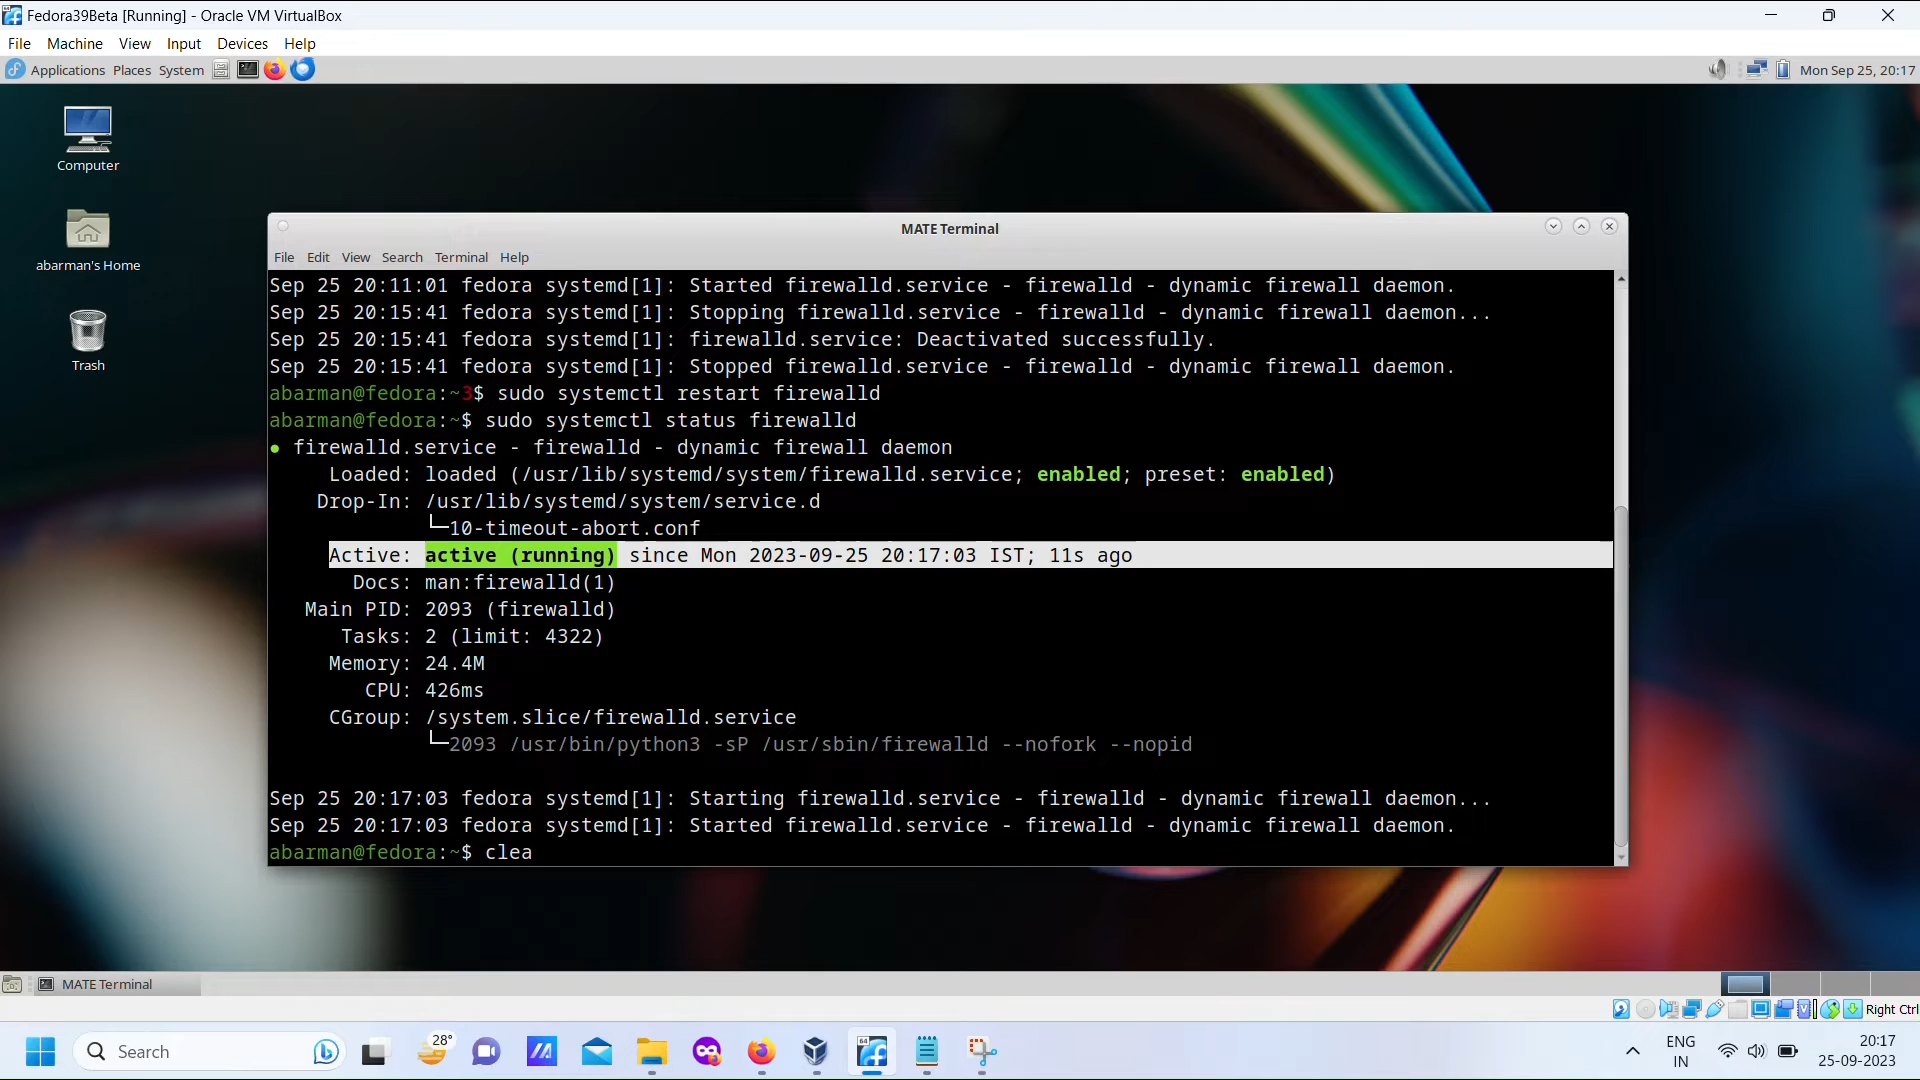 Fedora39Beta [Running] - Oracle VM VirtualBox
File Machine View Input Devices Help
Applications Places System
Mon Sep 25, 20:17
Computer
abarman's Home
Trash
MATE Terminal
File Edit View Search Terminal Help
Sep 25 20:11:01 fedora systemd[1]: Started firewalld.service - firewalld - dynamic firewall daemon.
Sep 25 20:15:41 fedora systemd[1]: Stopping firewalld.service - firewalld - dynamic firewall daemon...
Sep 25 20:15:41 fedora systemd[1]: firewalld.service: Deactivated successfully.
Sep 25 20:15:41 fedora systemd[1]: Stopped firewalld.service - firewalld - dynamic firewall daemon.
abarman@fedora:~3$ sudo systemctl restart firewalld
abarman@fedora:~$ sudo systemctl status firewalld
● firewalld.service - firewalld - dynamic firewall daemon
Loaded: loaded (/usr/lib/systemd/system/firewalld.service; enabled; preset: enabled)
Drop-In: /usr/lib/systemd/system/service.d
└─10-timeout-abort.conf
Active: active (running) since Mon 2023-09-25 20:17:03 IST; 11s ago
Docs: man:firewalld(1)
Main PID: 2093 (firewalld)
Tasks: 2 (limit: 4322)
Memory: 24.4M
CPU: 426ms
CGroup: /system.slice/firewalld.service
└─2093 /usr/bin/python3 -sP /usr/sbin/firewalld --nofork --nopid
Sep 25 20:17:03 fedora systemd[1]: Starting firewalld.service - firewalld - dynamic firewall daemon...
Sep 25 20:17:03 fedora systemd[1]: Started firewalld.service - firewalld - dynamic firewall daemon.
abarman@fedora:~$ clea
MATE Terminal
Right Ctrl
Search
28°
64
ENG
IN
20:17
25-09-2023